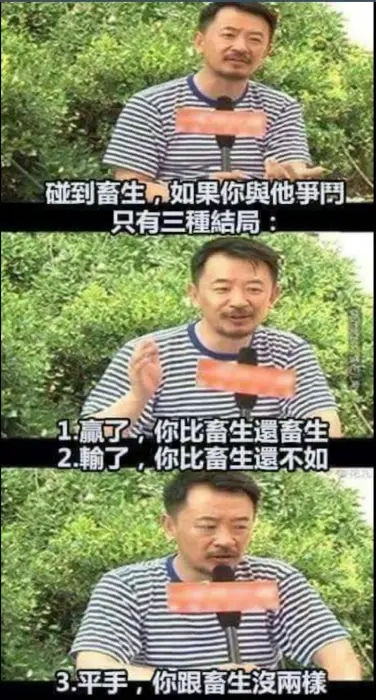 碰到畜生，如果你與他爭鬥
只有三種結局：
1.贏了，你比畜生還畜生
2.輸了，你比畜生還不如
3.平手，你跟畜生沒兩樣